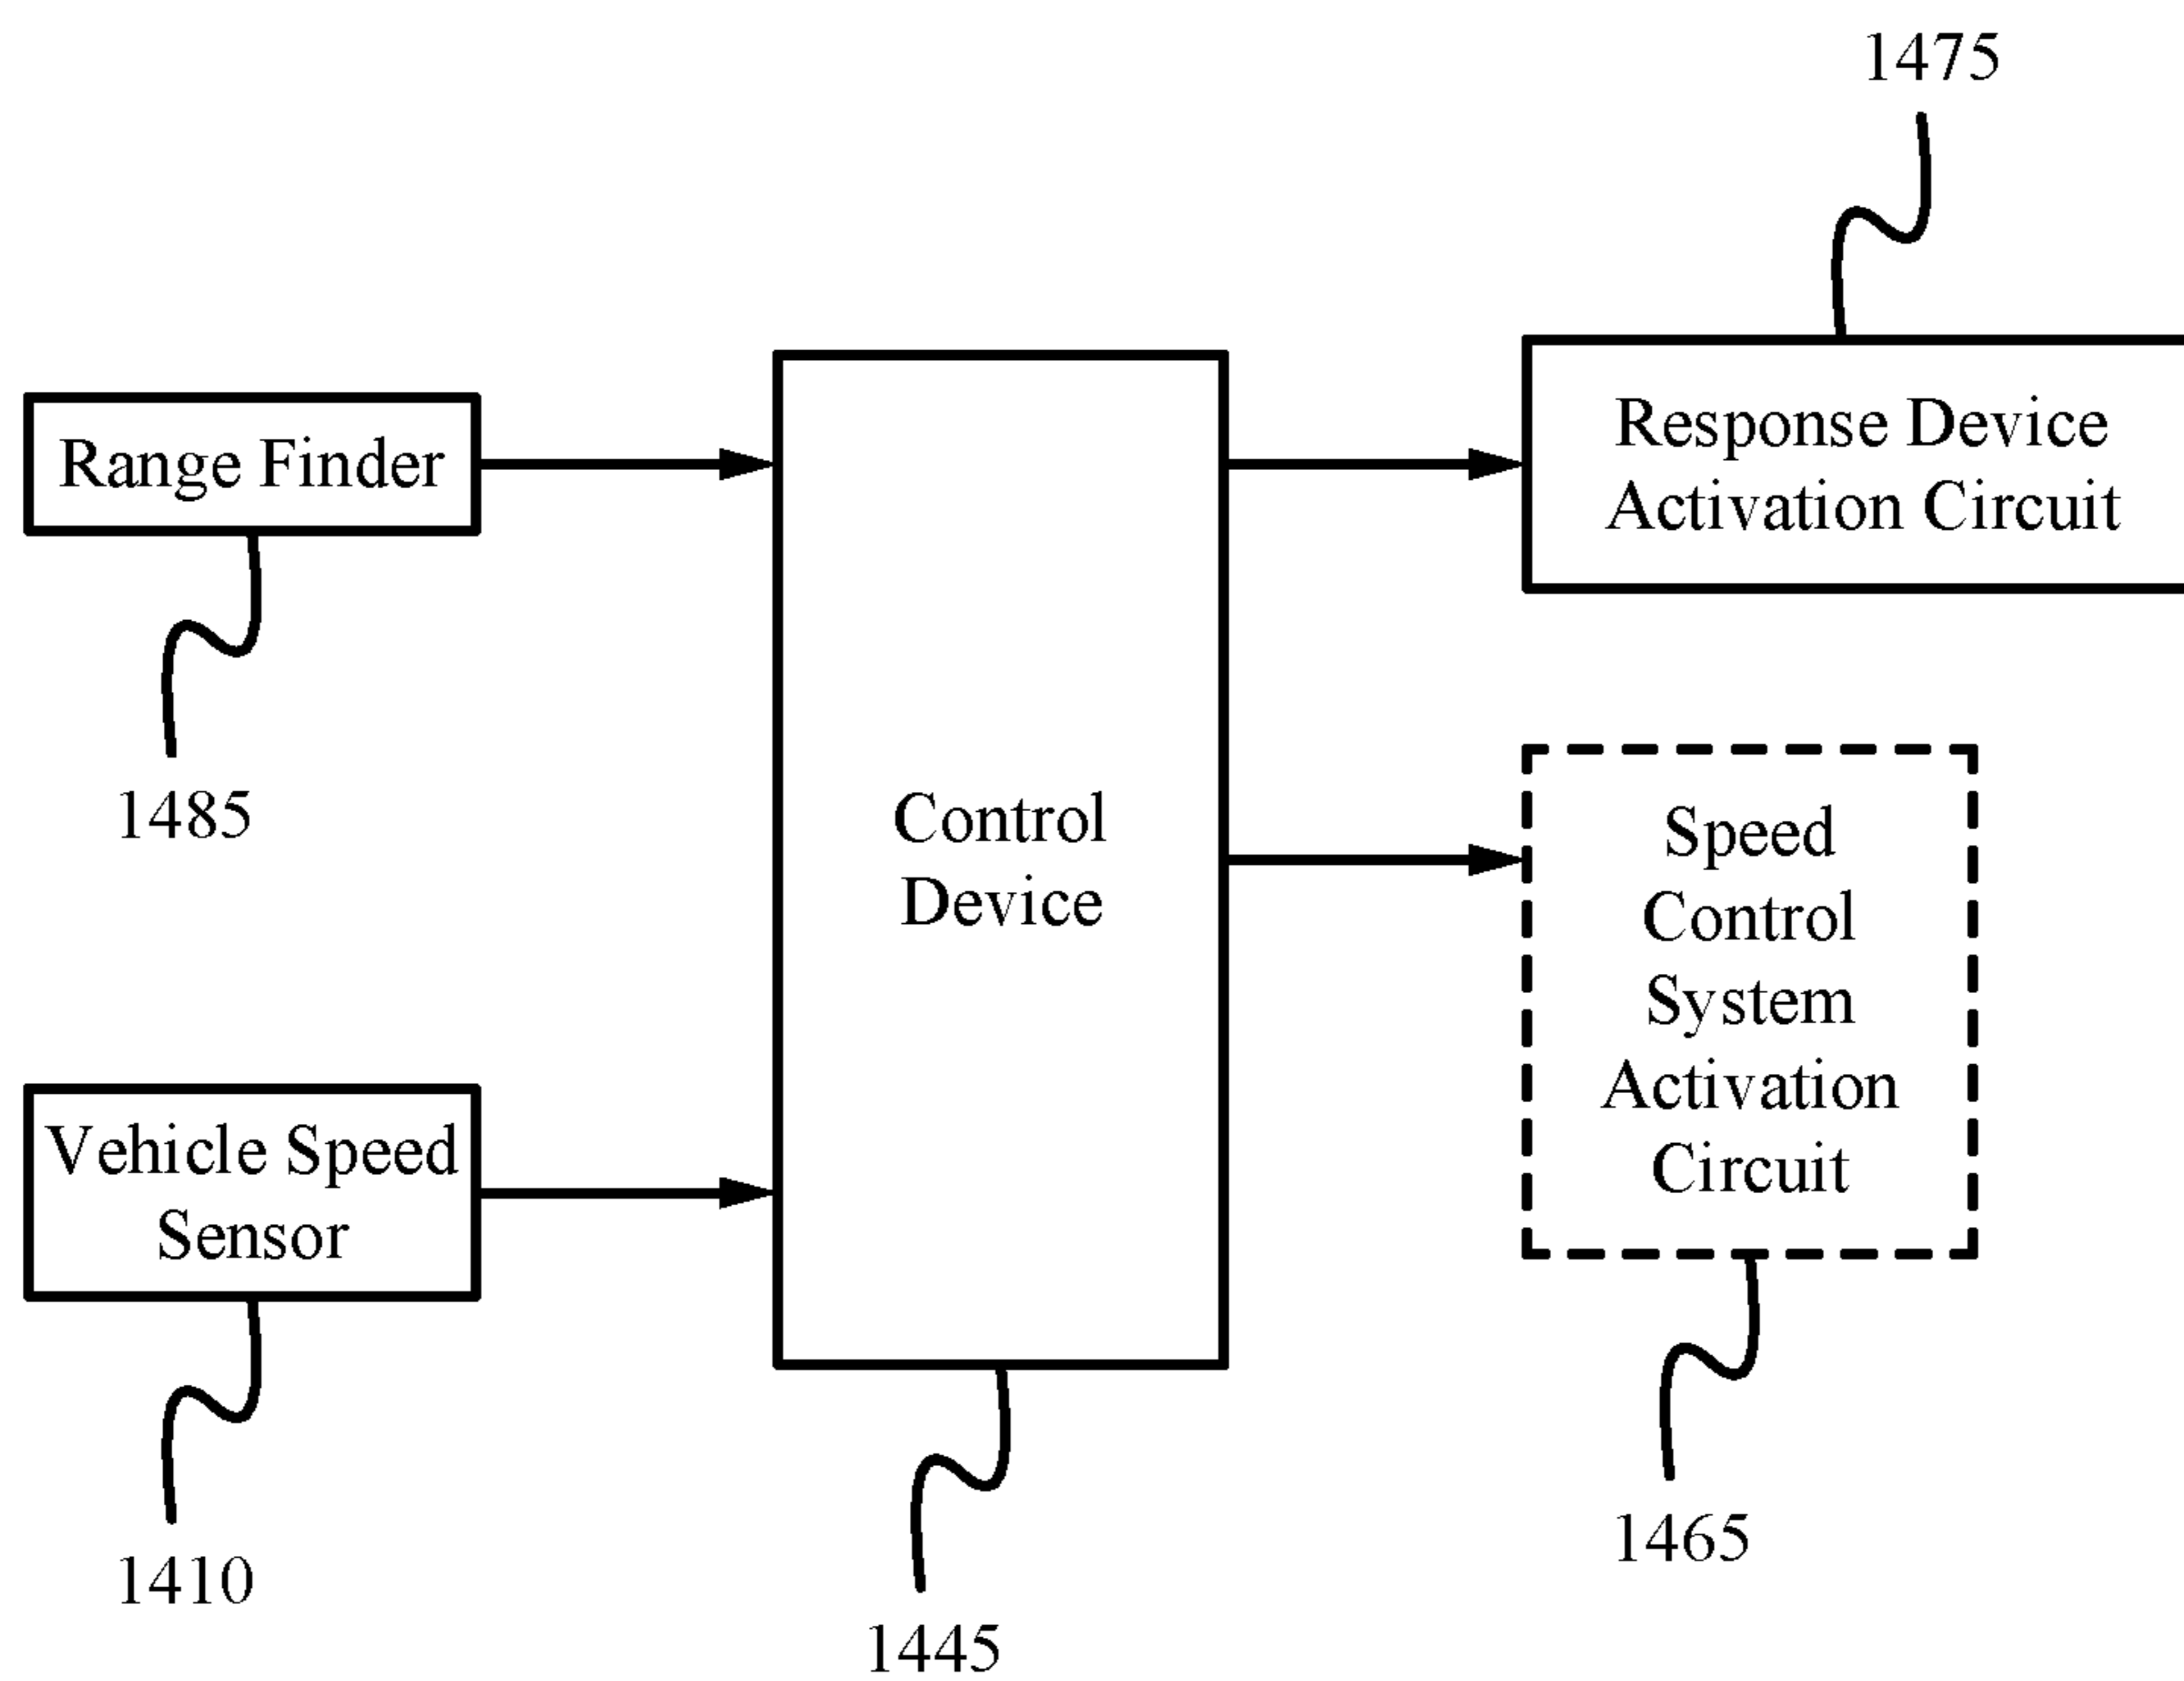 1475
Range Finder
Response Device
Activation Circuit
1485
Control
Device
Speed
Control
System
Activation
Circuit
Vehicle Speed
Sensor
1410
1445
1465